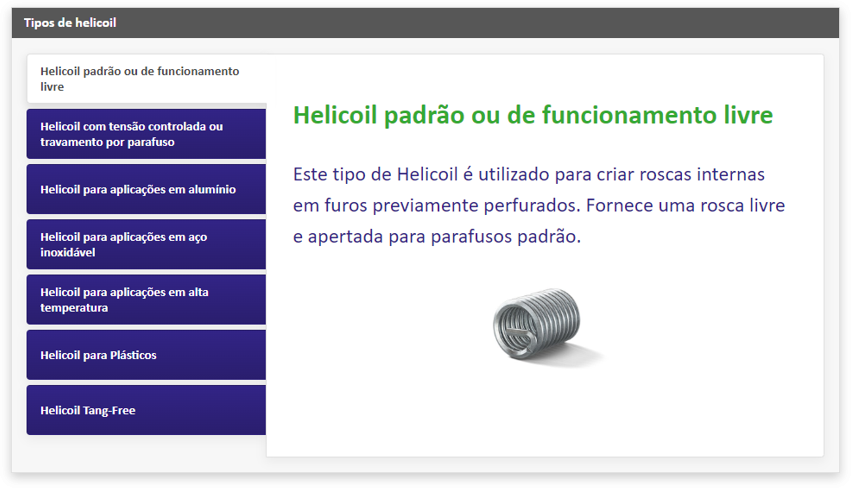 Tipos de helicoil
Helicoil padrão ou de funcionamento
livre
Helicoil com tensão controlada ou
travamento por parafuso
Helicoil para aplicações em alumínio
Helicoil para aplicações em aço
inoxidável
Helicoil para aplicações em alta
temperatura
Helicoil para Plásticos
Helicoil Tang-Free
Helicoil padrão ou de funcionamento livre
Este tipo de Helicoil é utilizado para criar roscas internas
em furos previamente perfurados. Fornece uma rosca livre
e apertada para parafusos padrão.